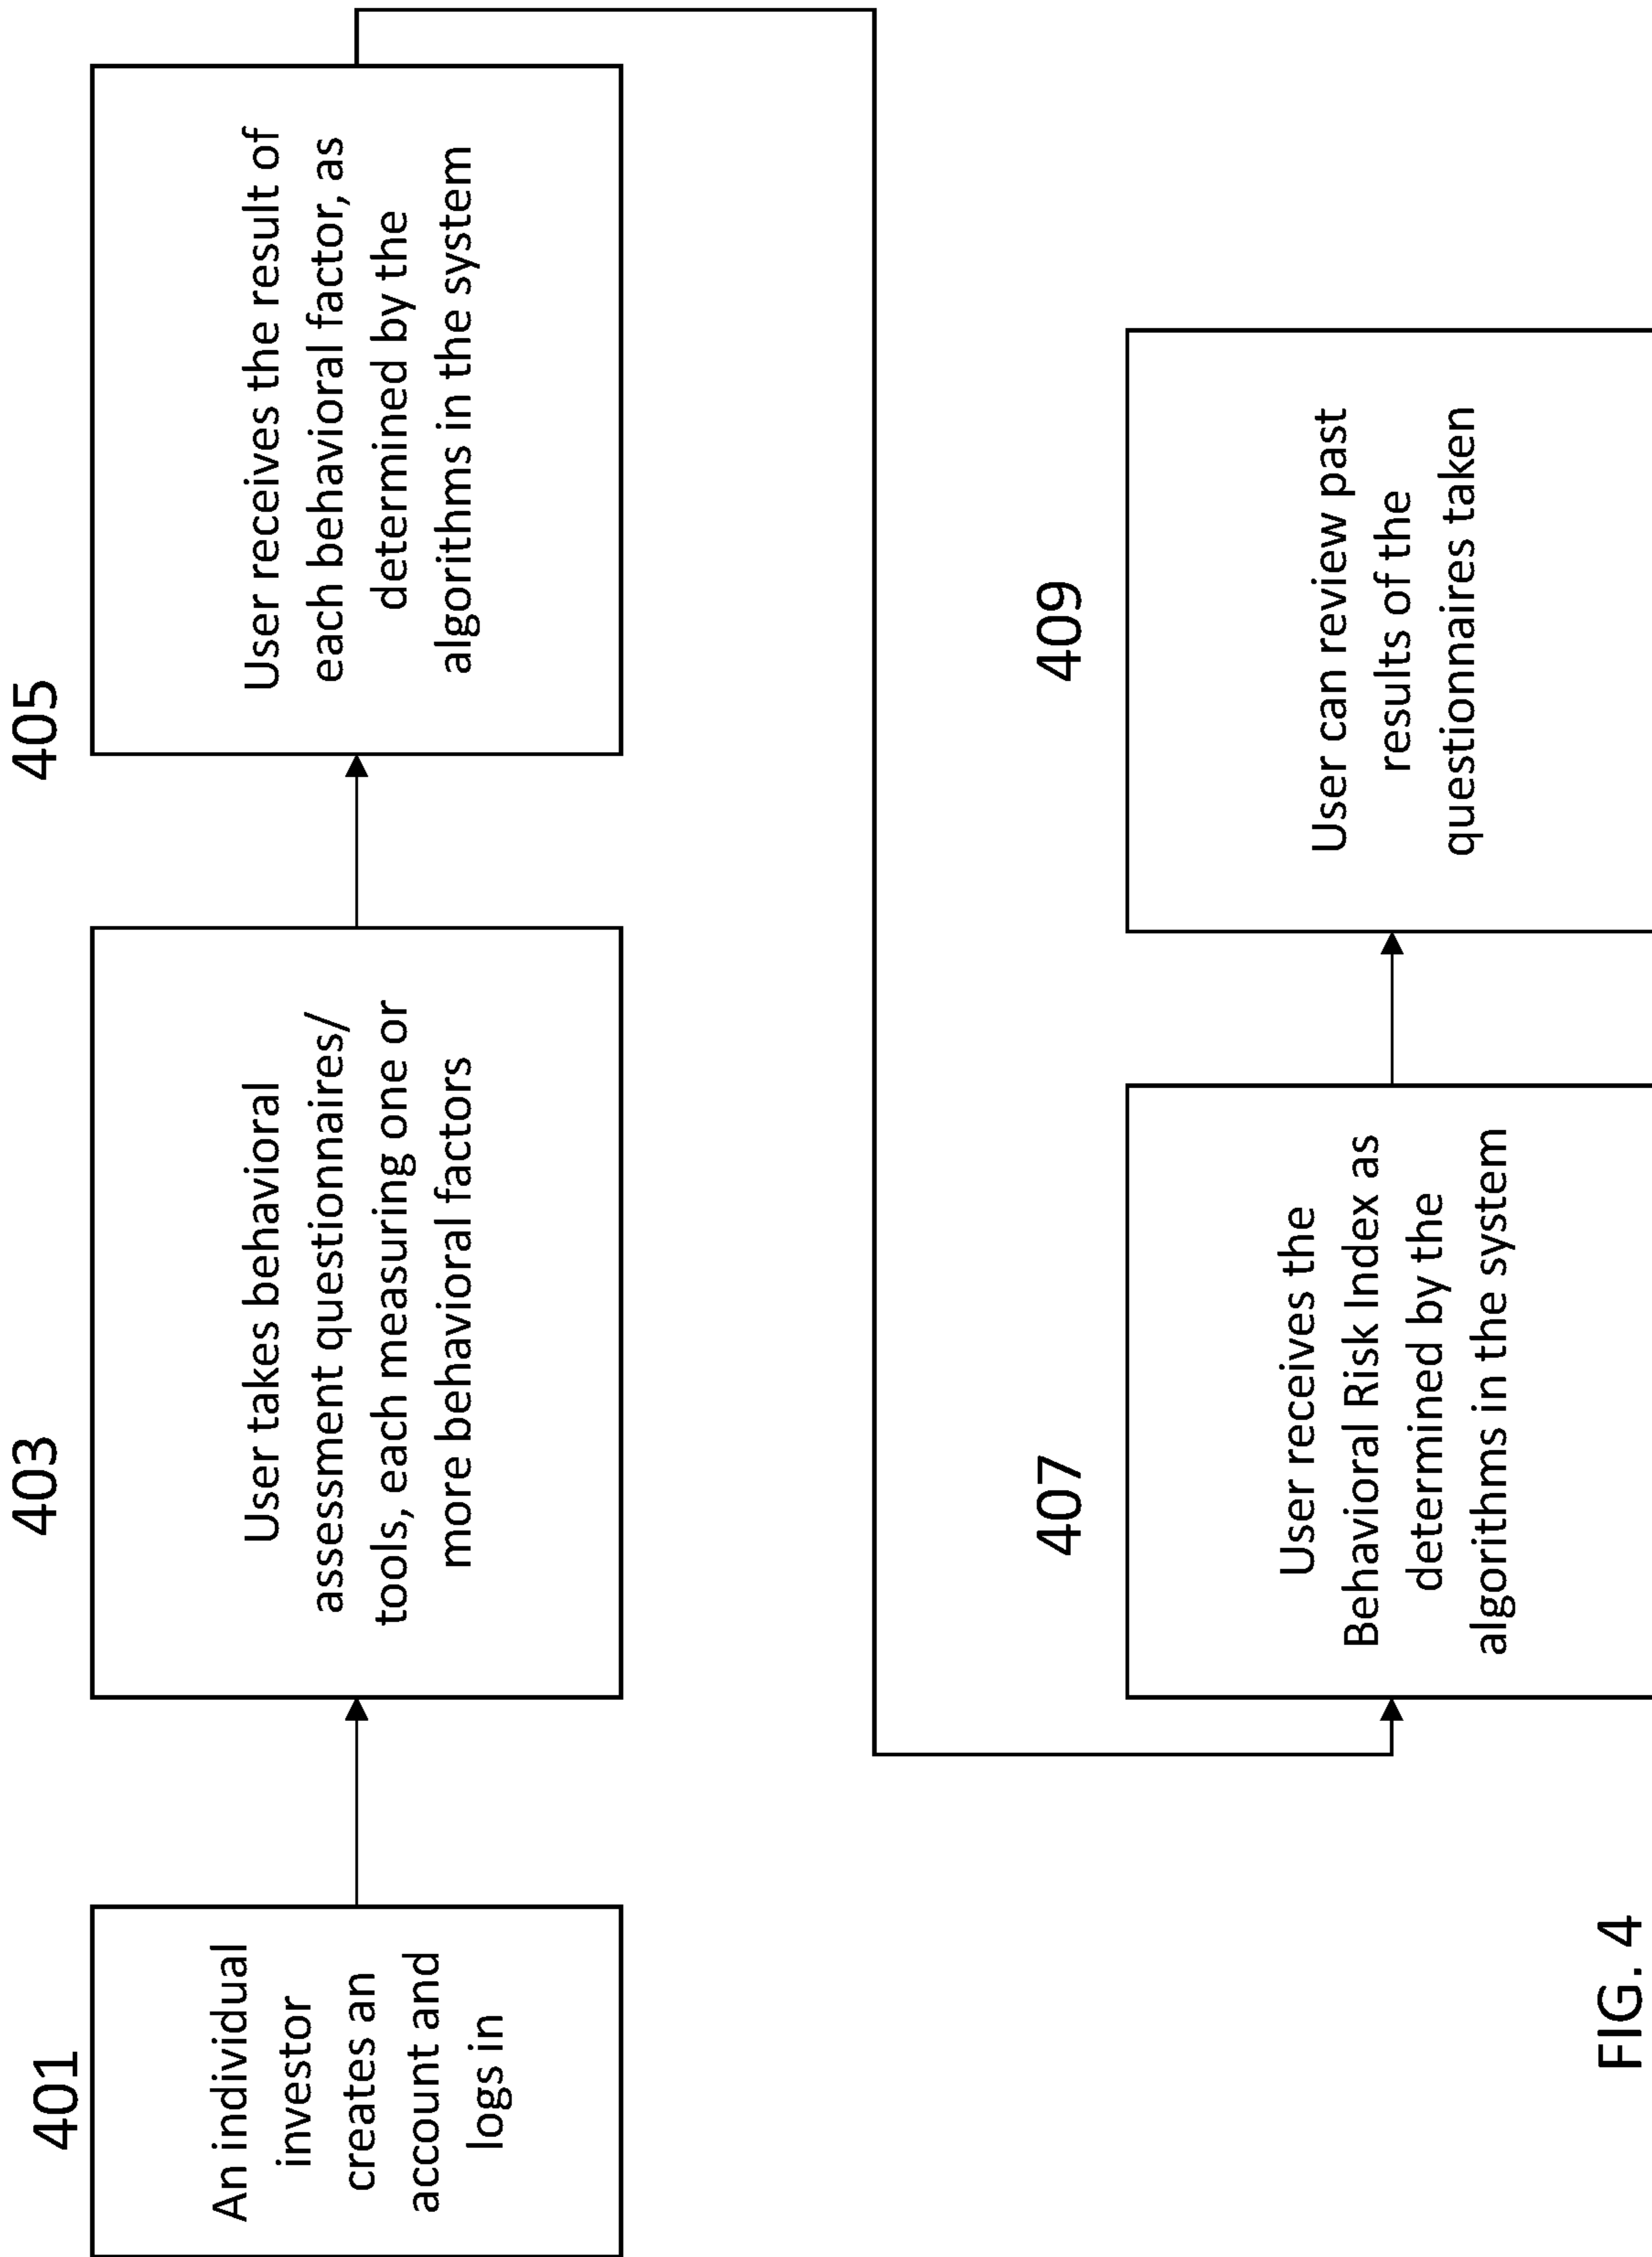 401
An individual
investor
creates an
account and
logs in
403
User takes behavioral
assessment questionnaires/
tools, each measuring one or
more behavioral factors
405
User receives the result of
each behavioral factor, as
determined by the
algorithms in the system
407
User receives the
Behavioral Risk Index as
determined by the
algorithms in the system
409
User can review past
results of the
questionnaires taken
FIG. 4